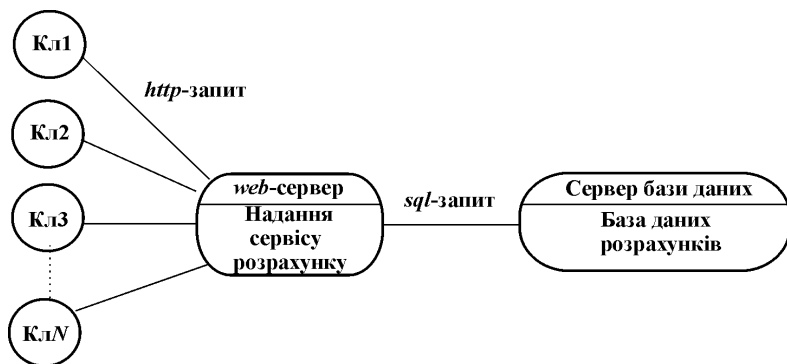 Кл1
http-запит
Кл2
Кл3
КлN
web-сервер
Надання
сервісу
розрахунку
sql-запит
Сервер бази даних
База даних
розрахунків